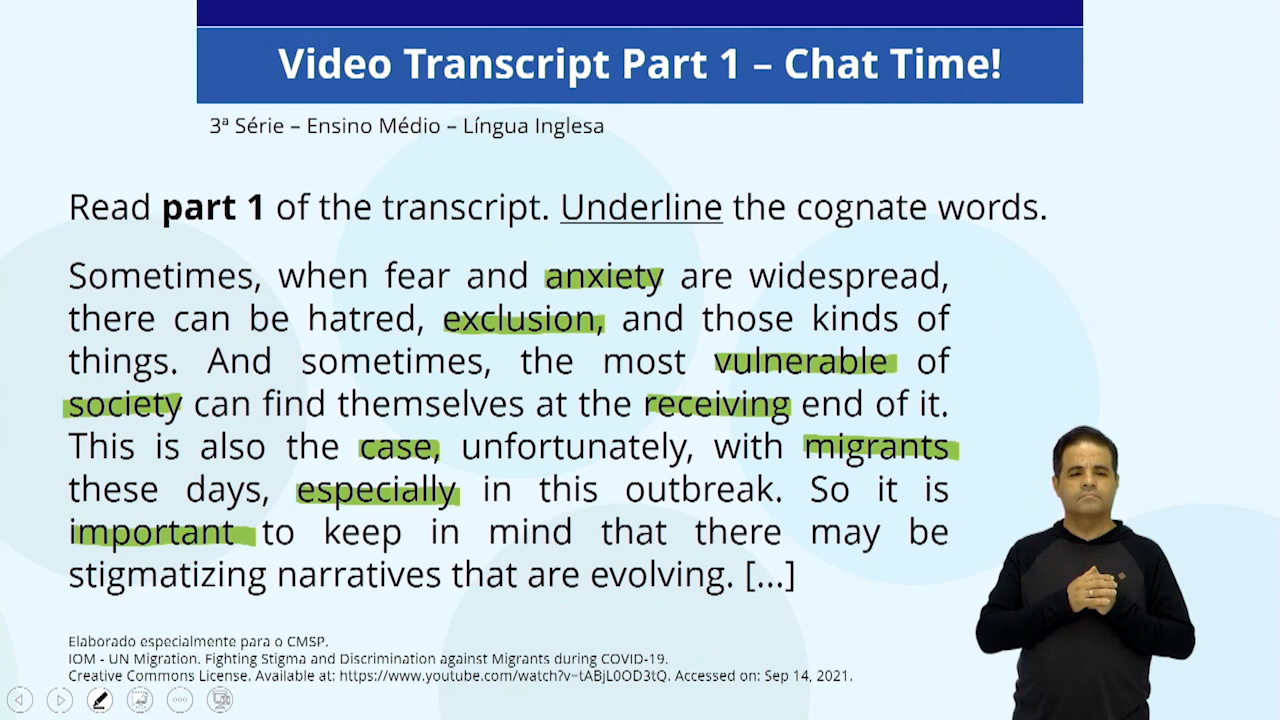 Video Transcript Part 1 – Chat Time!
3ª Série – Ensino Médio – Língua Inglesa
Read part 1 of the transcript. Underline the cognate words.
Sometimes, when fear and anxiety are widespread,
there can be hatred, exclusion, and those kinds of
things. And sometimes, the most vulnerable of
society can find themselves at the receiving end of it.
This is also the case, unfortunately, with migrants
these days, especially in this outbreak. So it is
important to keep in mind that there may be
stigmatizing narratives that are evolving. [...]
Elaborado especialmente para o CMSP.
IOM - UN Migration. Fighting Stigma and Discrimination against Migrants during COVID-19.
Creative Commons License. Available at: https://www.youtube.com/watch?v=tABjL0OD3tQ. Accessed on: Sep 14, 2021.